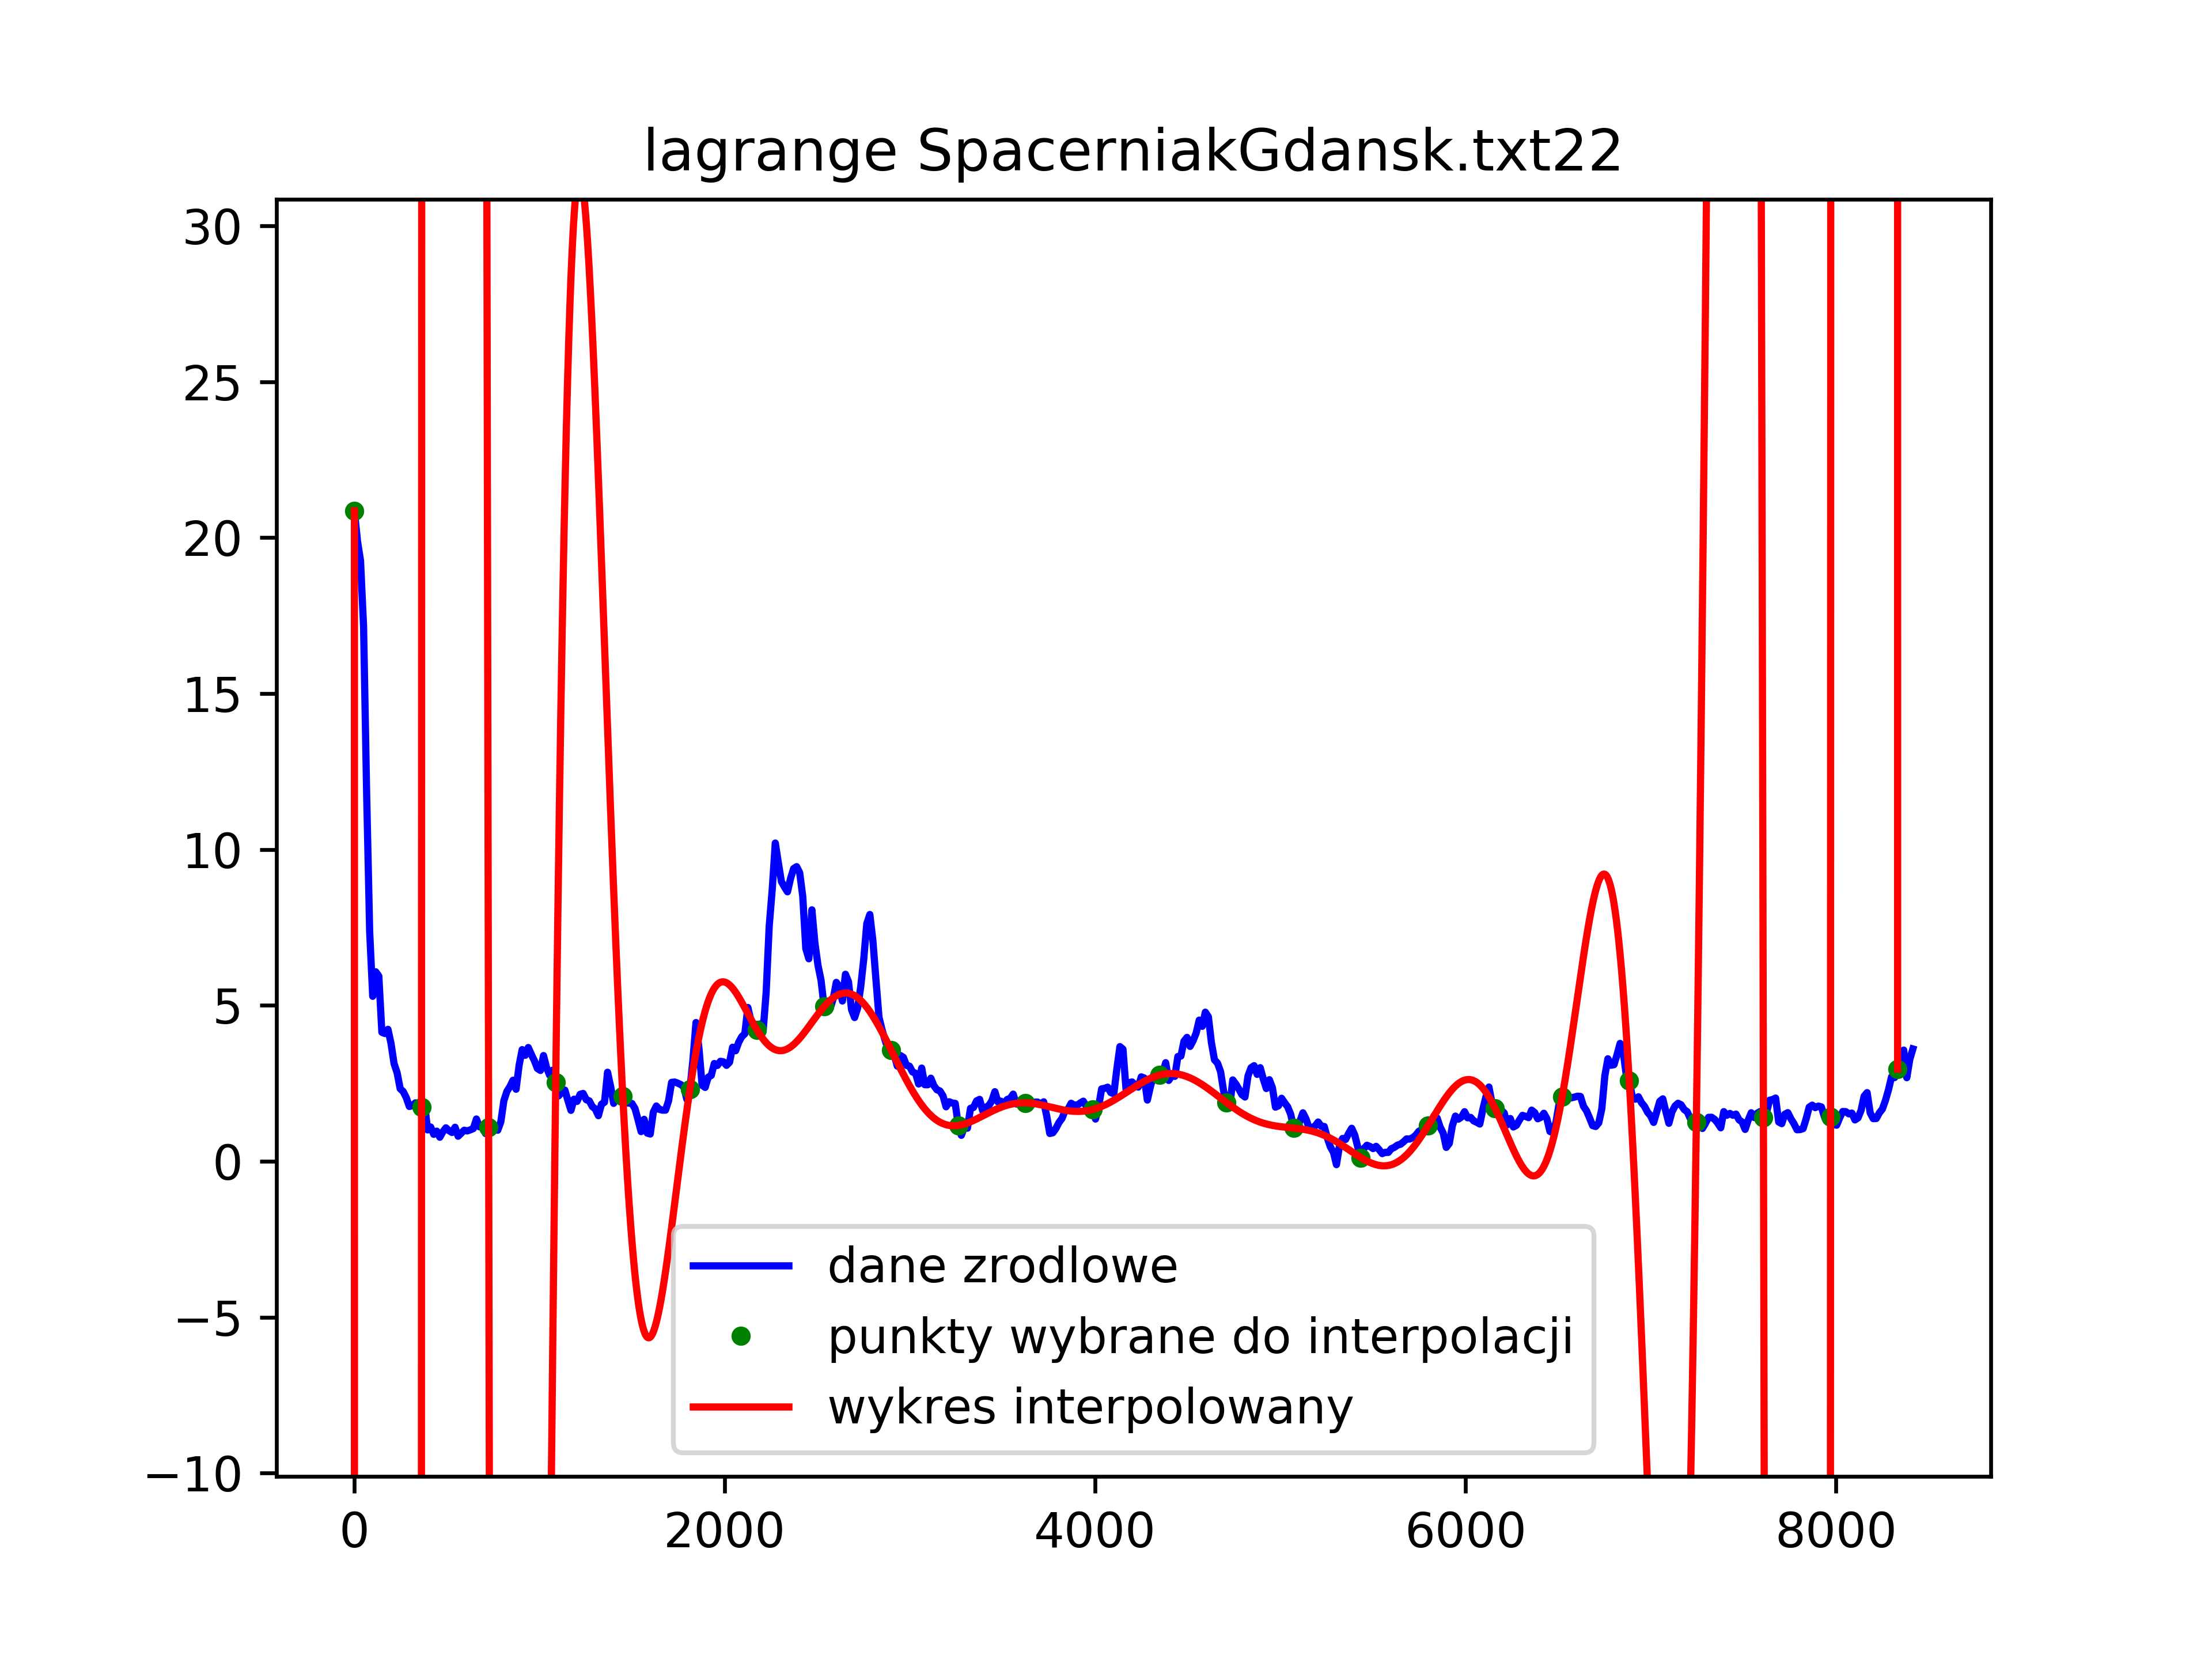 lagrange SpacerniakGdansk.txt22
30
25
20
15
10
5
0
−5
−10
dane zrodlowe
punkty wybrane do interpolacji
wykres interpolowany
0 2000 4000 6000 8000